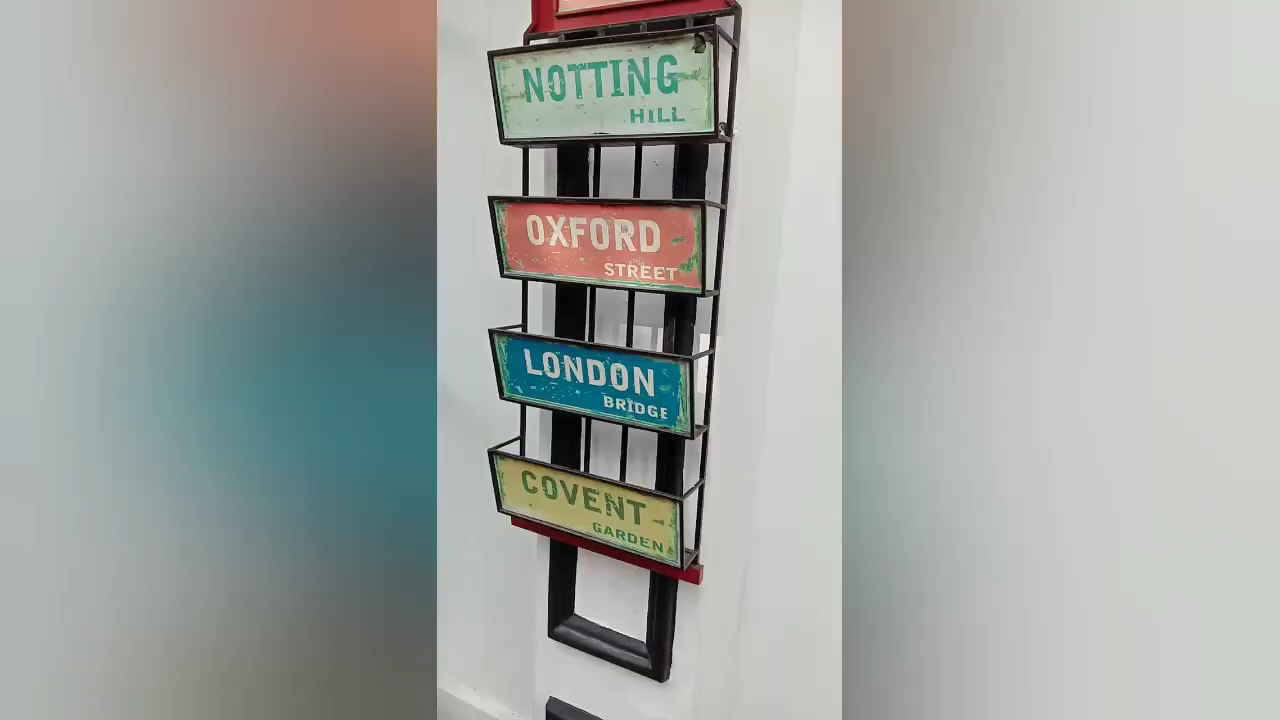 NOTTING
HILL
OXFORD
STREET
LONDON
BRIDGE
COVENT
GARDEN